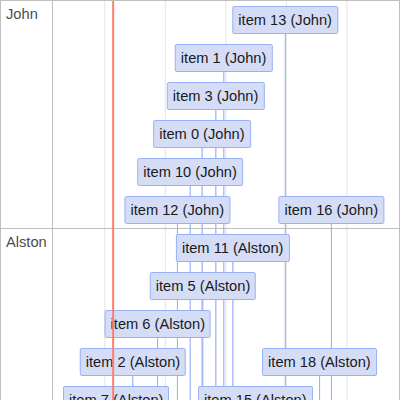 John
item 13 (John)
item 1 (John)
item 3 (John)
item 0 (John)
item 10 (John)
item 12 (John)
item 16 (John)
Alston
item 11 (Alston)
item 5 (Alston)
item 6 (Alston)
item 2 (Alston)
item 18 (Alston)
item 7 (Alston)
item 15 (Alston)